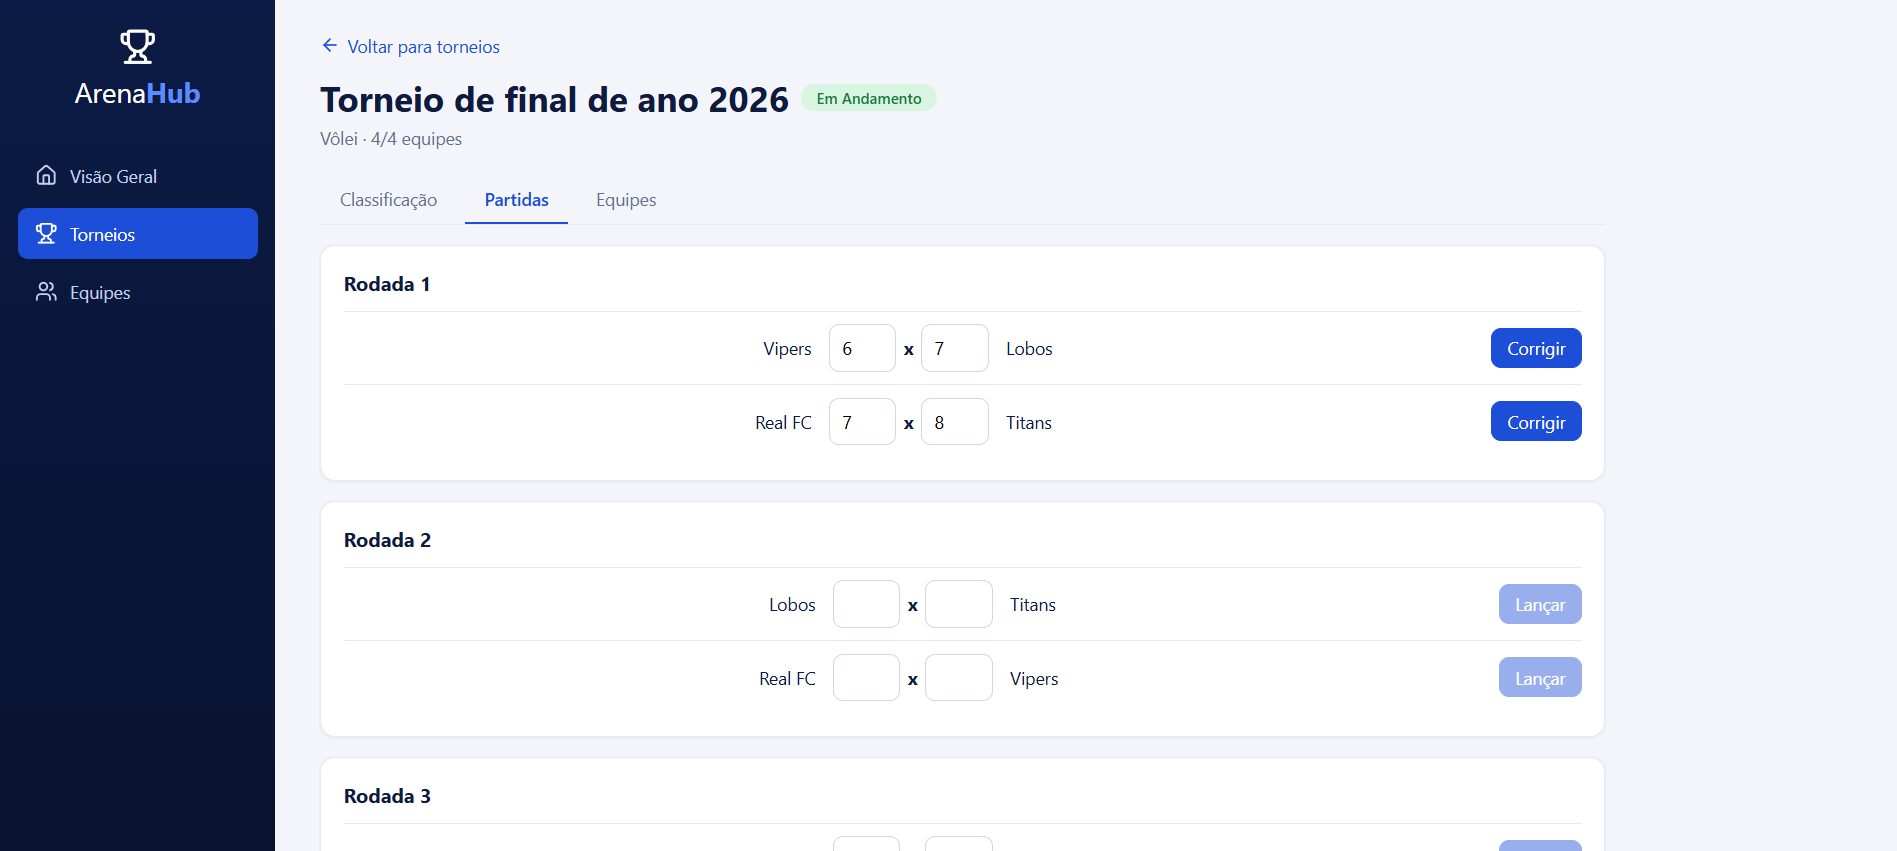 ArenaHub
Visão Geral
Torneios
Equipes
Voltar para torneios
Torneio de final de ano 2026 Em Andamento
Vôlei · 4/4 equipes
Classificação Partidas Equipes
Rodada 1
Vipers 6 x 7 Lobos Corrigir
Real FC 7 x 8 Titans Corrigir
Rodada 2
Lobos x Titans Lançar
Real FC x Vipers Lançar
Rodada 3